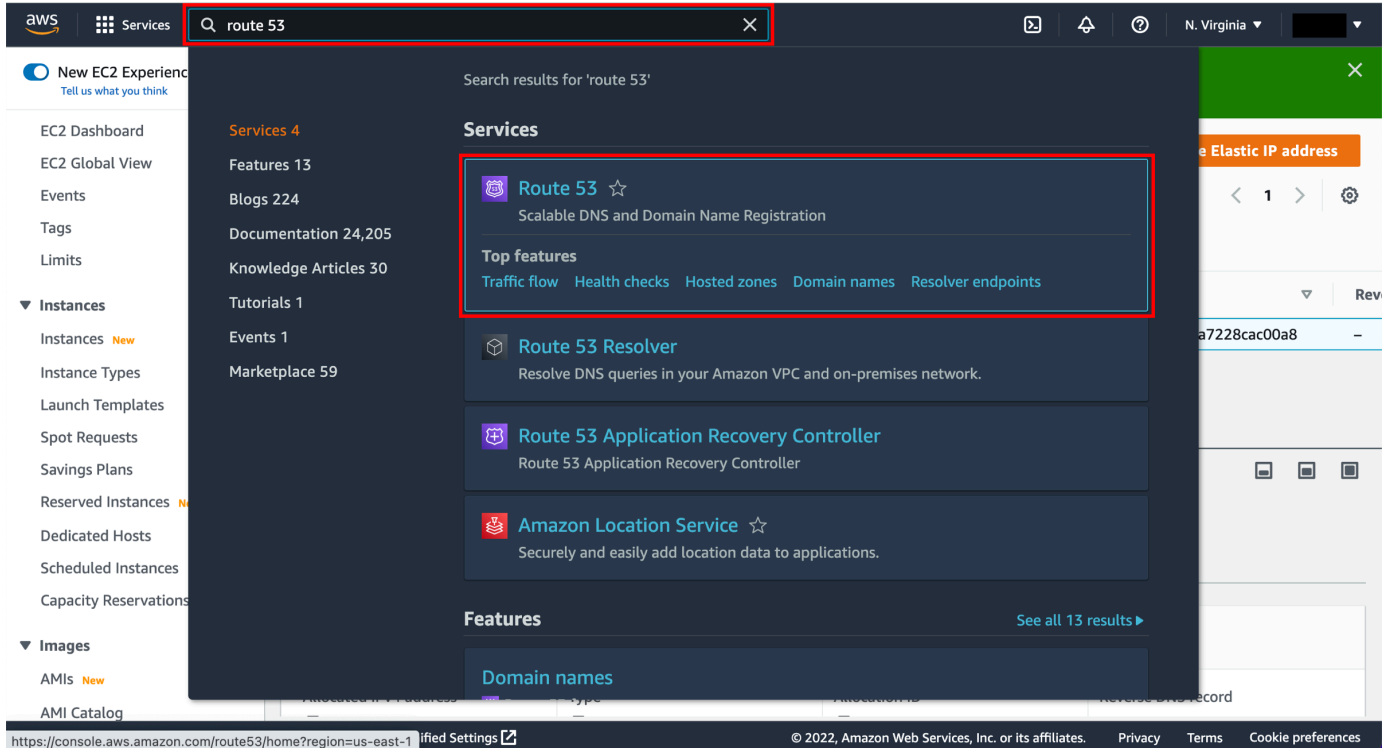 aws Services route 53 N. Virginia
New EC2 Experienc
Tell us what you think
EC2 Dashboard
EC2 Global View
Events
Tags
Limits
Instances
Instances New
Instance Types
Launch Templates
Spot Requests
Savings Plans
Reserved Instances
Dedicated Hosts
Scheduled Instances
Capacity Reservations
Images
AMIs New
AMI Catalog
Search results for 'route 53'
Services 4
Features 13
Blogs 224
Documentation 24,205
Knowledge Articles 30
Tutorials 1
Events 1
Marketplace 59
Services
Route 53
Scalable DNS and Domain Name Registration
Top features
Traffic flow Health checks Hosted zones Domain names Resolver endpoints
Route 53 Resolver
Resolve DNS queries in your Amazon VPC and on-premises network.
Route 53 Application Recovery Controller
Route 53 Application Recovery Controller
Amazon Location Service
Securely and easily add location data to applications.
Features See all 13 results
Domain names
e Elastic IP address
1
Rev
a7228cac00a8 –
https://console.aws.amazon.com/route53/home?region=us-east-1 ified Settings © 2022, Amazon Web Services, Inc. or its affiliates. Privacy Terms Cookie preferences